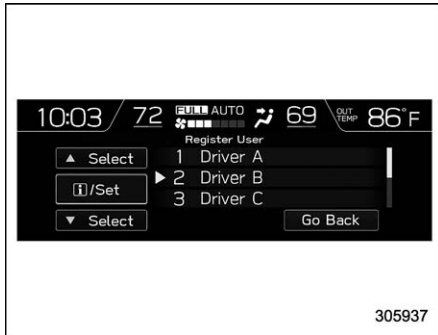 10:03 72 FULL AUTO 69 OUT TEMP 86°F
Register User
▲ Select 1 Driver A
i/Set ▶ 2 Driver B
3 Driver C
▼ Select Go Back
305937